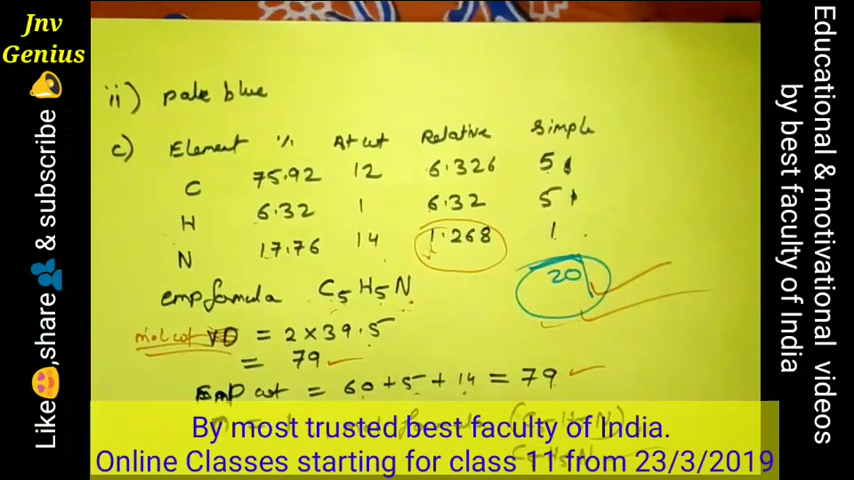 Jnv
Genius
Like😍,share👥 & subscribe 🔔
ii) pale blue
c) Element % At wt Relative Simple
C 75.92 12 6.326 5
H 6.32 1 6.32 5
N 17.76 14 1.268 1
20
emp formula C5H5N
mol wt = 2 × 39.5
= 79
Emp wt = 60 + 5 + 14 = 79
By most trusted best faculty of India.
Online Classes starting for class 11 from 23/3/2019
Educational & motivational videos
by best faculty of India